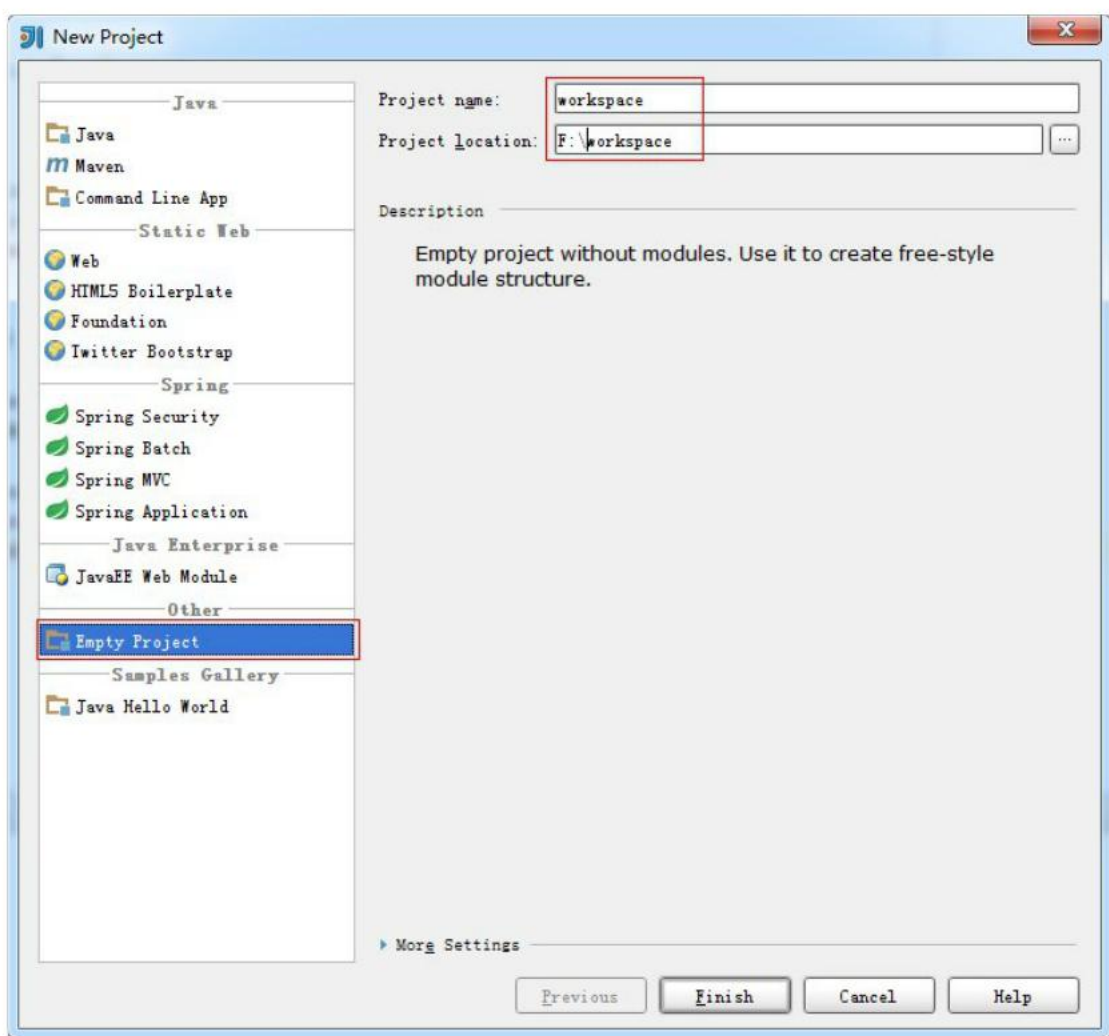 New Project
Java
Java
Maven
Command Line App
Static Web
Web
HTML5 Boilerplate
Foundation
Twitter Bootstrap
Spring
Spring Security
Spring Batch
Spring MVC
Spring Application
Java Enterprise
JavaEE Web Module
Other
Empty Project
Samples Gallery
Java Hello World
Project name: workspace
Project location: F:\workspace
...
Description
Empty project without modules. Use it to create free-style
module structure.
More Settings
Previous Finish Cancel Help